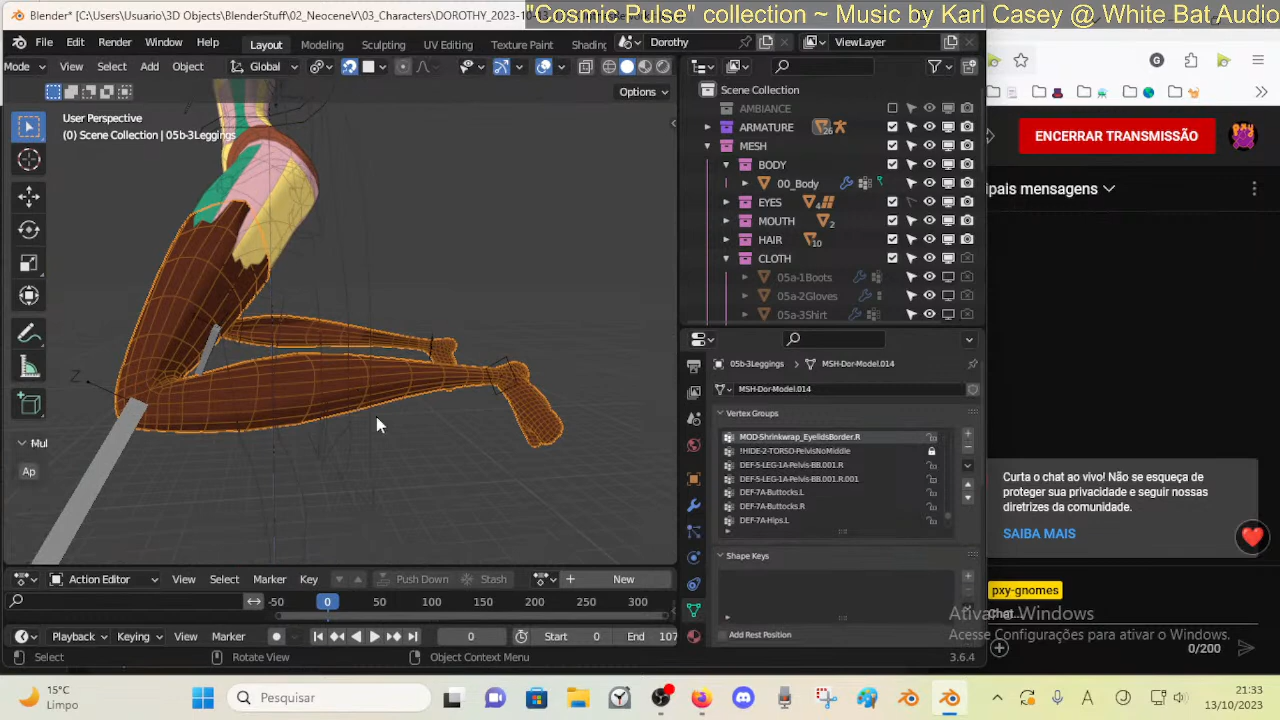 Blender* [C:\Users\Usuario\3D Objects\BlenderStuff\02_NeoceneV\03_Characters\DOROTHY_2023-10-
"Cosmic Pulse" collection ~ Music by Karl Casey @ White Bat Audio
File Edit Render Window Help
Layout Modeling Sculpting UV Editing Texture Paint Shading
Dorothy
ViewLayer
Mode View Select Add Object
Global
Options
User Perspective
(0) Scene Collection | 05b-3Leggings
Z
Mul
Ap
Scene Collection
AMBIANCE
ARMATURE
26
MESH
BODY
00_Body
EYES
4
MOUTH
2
HAIR
10
CLOTH
05a-1Boots
05a-2Gloves
05a-3Shirt
05b-3Leggings > MSH-Dor-Model.014
MSH-Dor-Model.014
Vertex Groups
MOD-Shrinkwrap_EyelidsBorder.R
!HIDE-2-TORSO-PelvisNoMiddle
DEF-5-LEG-1A-Pelvis-BB.001.R
DEF-5-LEG-1A-Pelvis-BB.001.R.001
DEF-7A-Buttocks.L
DEF-7A-Buttocks.R
DEF-7A-Hips.L
Shape Keys
Add Rest Position
Action Editor View Select Marker Key Push Down Stash New
-50 0 50 100 150 200 250 300
Playback Keying View Marker 0 Start 0 End 107
Select Rotate View Object Context Menu 3.6.4
G
ENCERRAR TRANSMISSÃO
ipais mensagens
Curta o chat ao vivo! Não se esqueça de
proteger sua privacidade e seguir nossas
diretrizes da comunidade.
SAIBA MAIS
pxy-gnomes
Chat...
Ativar o Windows
Acesse Configurações para ativar o Windows.
0/200
15°C
Limpo
Pesquisar
21:33
13/10/2023